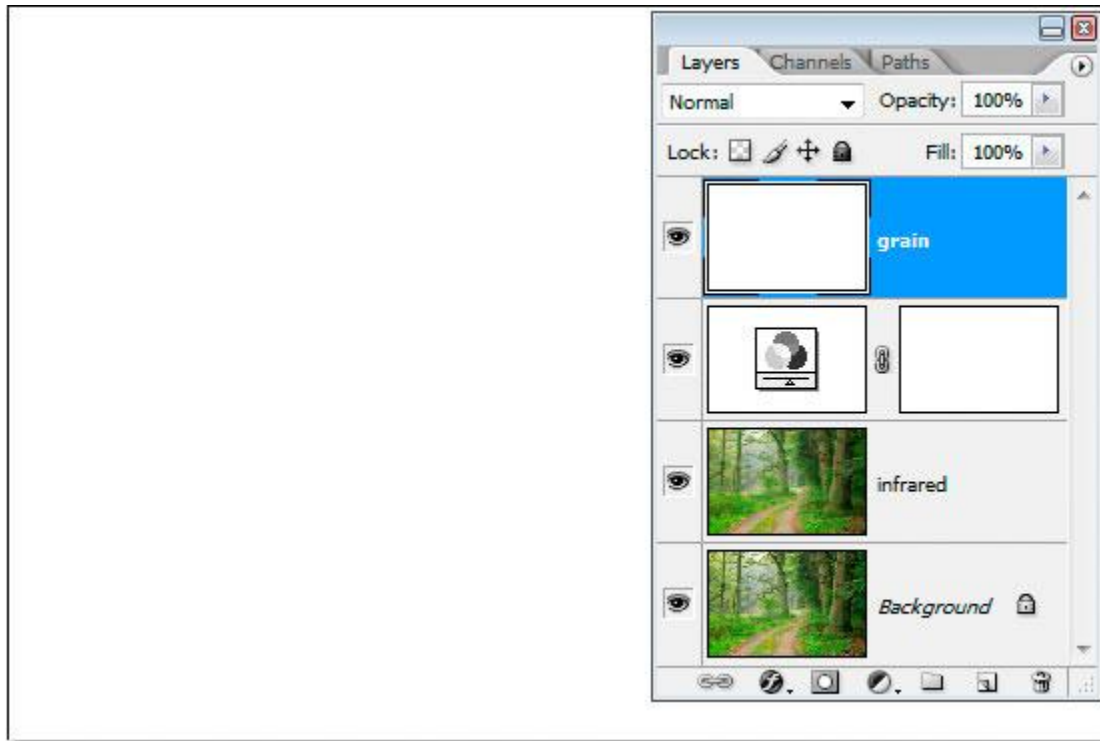 Layers Channels Paths
Normal Opacity: 100%
Lock: Fill: 100%
grain
infrared
Background